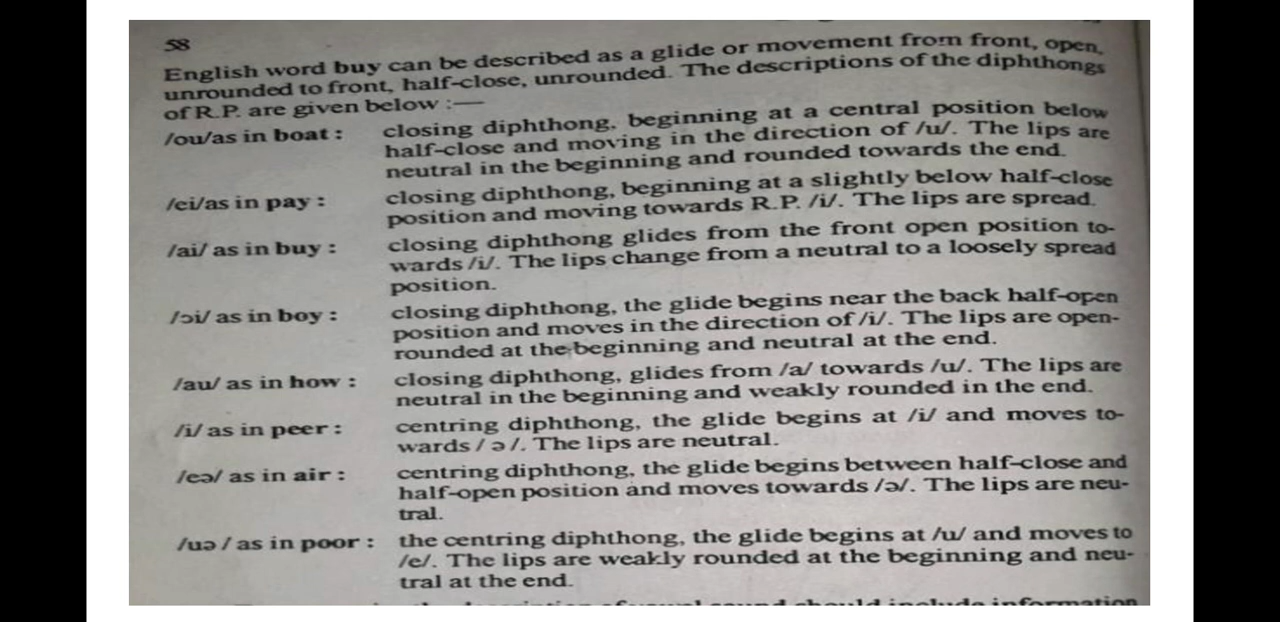 58
English word buy can be described as a glide or movement from front, open,
unrounded to front, half-close, unrounded. The descriptions of the diphthongs
of R.P. are given below :—
/ou/as in boat : closing diphthong, beginning at a central position below
half-close and moving in the direction of /u/. The lips are
neutral in the beginning and rounded towards the end.
/ei/as in pay : closing diphthong, beginning at a slightly below half-close
position and moving towards R.P. /i/. The lips are spread.
/ai/ as in buy : closing diphthong glides from the front open position to-
wards /i/. The lips change from a neutral to a loosely spread
position.
/ɔi/ as in boy : closing diphthong, the glide begins near the back half-open
position and moves in the direction of /i/. The lips are open-
rounded at the beginning and neutral at the end.
/au/ as in how : closing diphthong, glides from /a/ towards /u/. The lips are
neutral in the beginning and weakly rounded in the end.
/i/ as in peer : centring diphthong, the glide begins at /i/ and moves to-
wards / ə /. The lips are neutral.
/eə/ as in air : centring diphthong, the glide begins between half-close and
half-open position and moves towards /ə/. The lips are neu-
tral.
/uə / as in poor : the centring diphthong, the glide begins at /u/ and moves to
/e/. The lips are weakly rounded at the beginning and neu-
tral at the end.
sound should include information